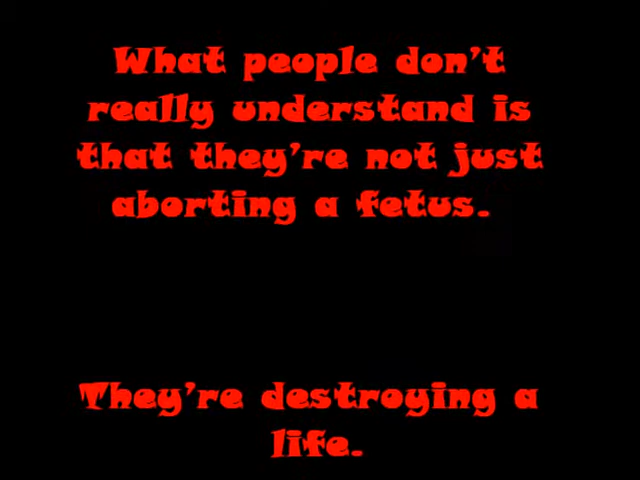 What people don't
really understand is
that they're not just
aborting a fetus.
They're destroying a
life.